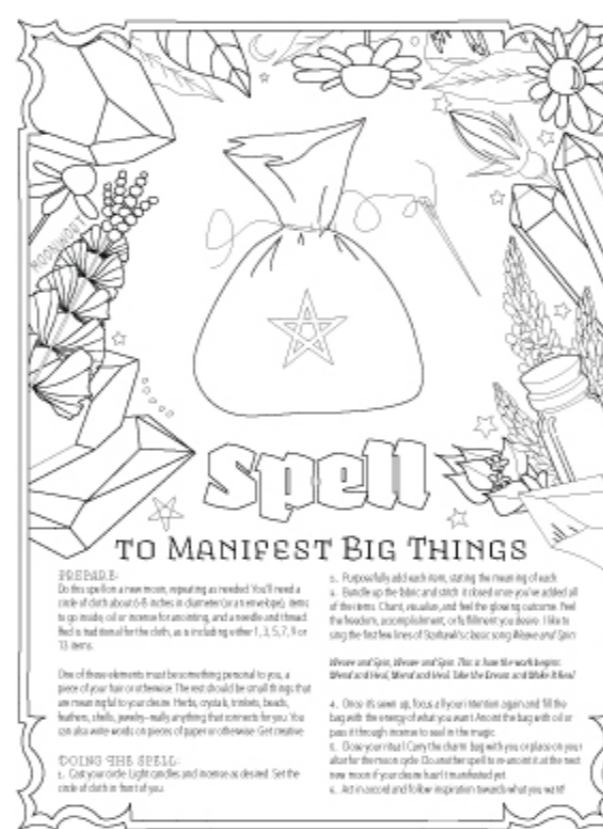 MOONWORT
Spell
TO MANIFEST BIG THINGS
PREPARE:
Do this spell on a new moon, repeating as needed. You'll need a
circle of cloth about 6-8 inches in diameter (or an envelope), items
to go inside, oil or incense for anointing, and a needle and thread.
Red is traditional for the cloth, as is including either 1, 3, 5, 7, 9 or
13 items.
One of these elements must be something personal to you, a
piece of your hair or otherwise. The rest should be small things that
are meaningful to your desire. Herbs, crystals, trinkets, beads,
feathers, shells, jewelry-really anything that connects for you. You
can also write words on pieces of paper or otherwise. Get creative.
DOING THE SPELL:
1. Cast your circle. Light candles and incense as desired. Set the
circle of cloth in front of you.
2. Purposefully add each item, stating the meaning of each.
3. Bundle up the fabric and stitch it closed once you've added all
of the items. Chant, visualize, and feel the glowing outcome. Feel
the freedom, accomplishment, or fulfillment you desire. I like to
sing the first few lines of Starhawk's classic song Weave and Spin:
Weave and Spin, Weave and Spin. This is how the work begins.
Mend and Heal, Mend and Heal. Take the Dream and Make It Real.
4. Once it's sewn up, focus all your intention again and fill the
bag with the energy of what you want. Anoint the bag with oil or
pass it through incense to seal in the magic.
5. Close your ritual. Carry the charm bag with you or place on your
altar for the moon cycle. Do another spell to re-anoint it at the next
new moon if your desire hasn't manifested yet.
6. Act in accord and follow inspiration towards what you want!